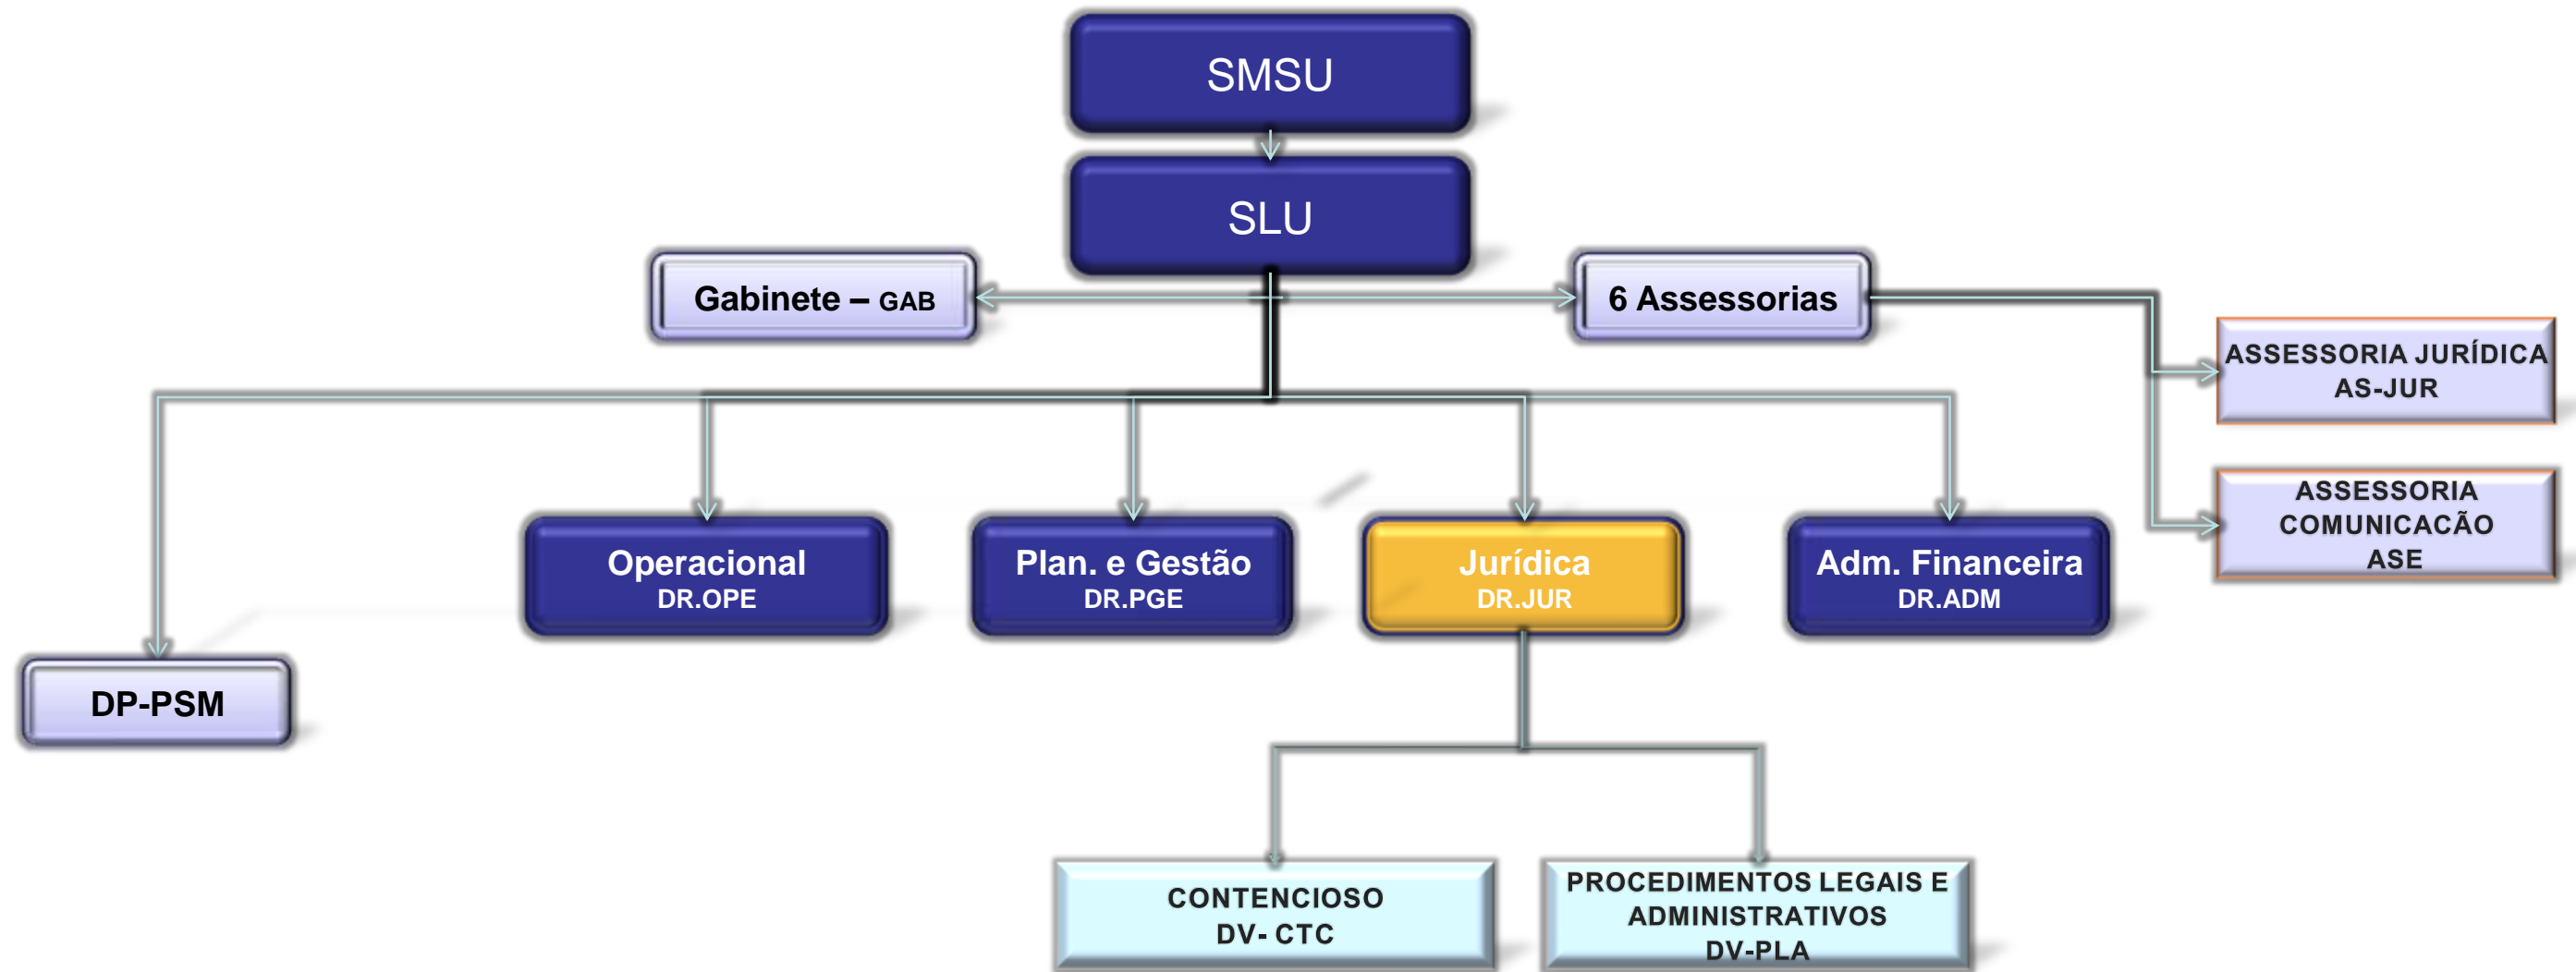 SMSU
SLU
Gabinete – GAB
6 Assessorias
ASSESSORIA JURÍDICA
AS-JUR
ASSESSORIA
COMUNICACÃO
ASE
Operacional
DR.OPE
Plan. e Gestão
DR.PGE
Jurídica
DR.JUR
Adm. Financeira
DR.ADM
DP-PSM
CONTENCIOSO
DV- CTC
PROCEDIMENTOS LEGAIS E
ADMINISTRATIVOS
DV-PLA